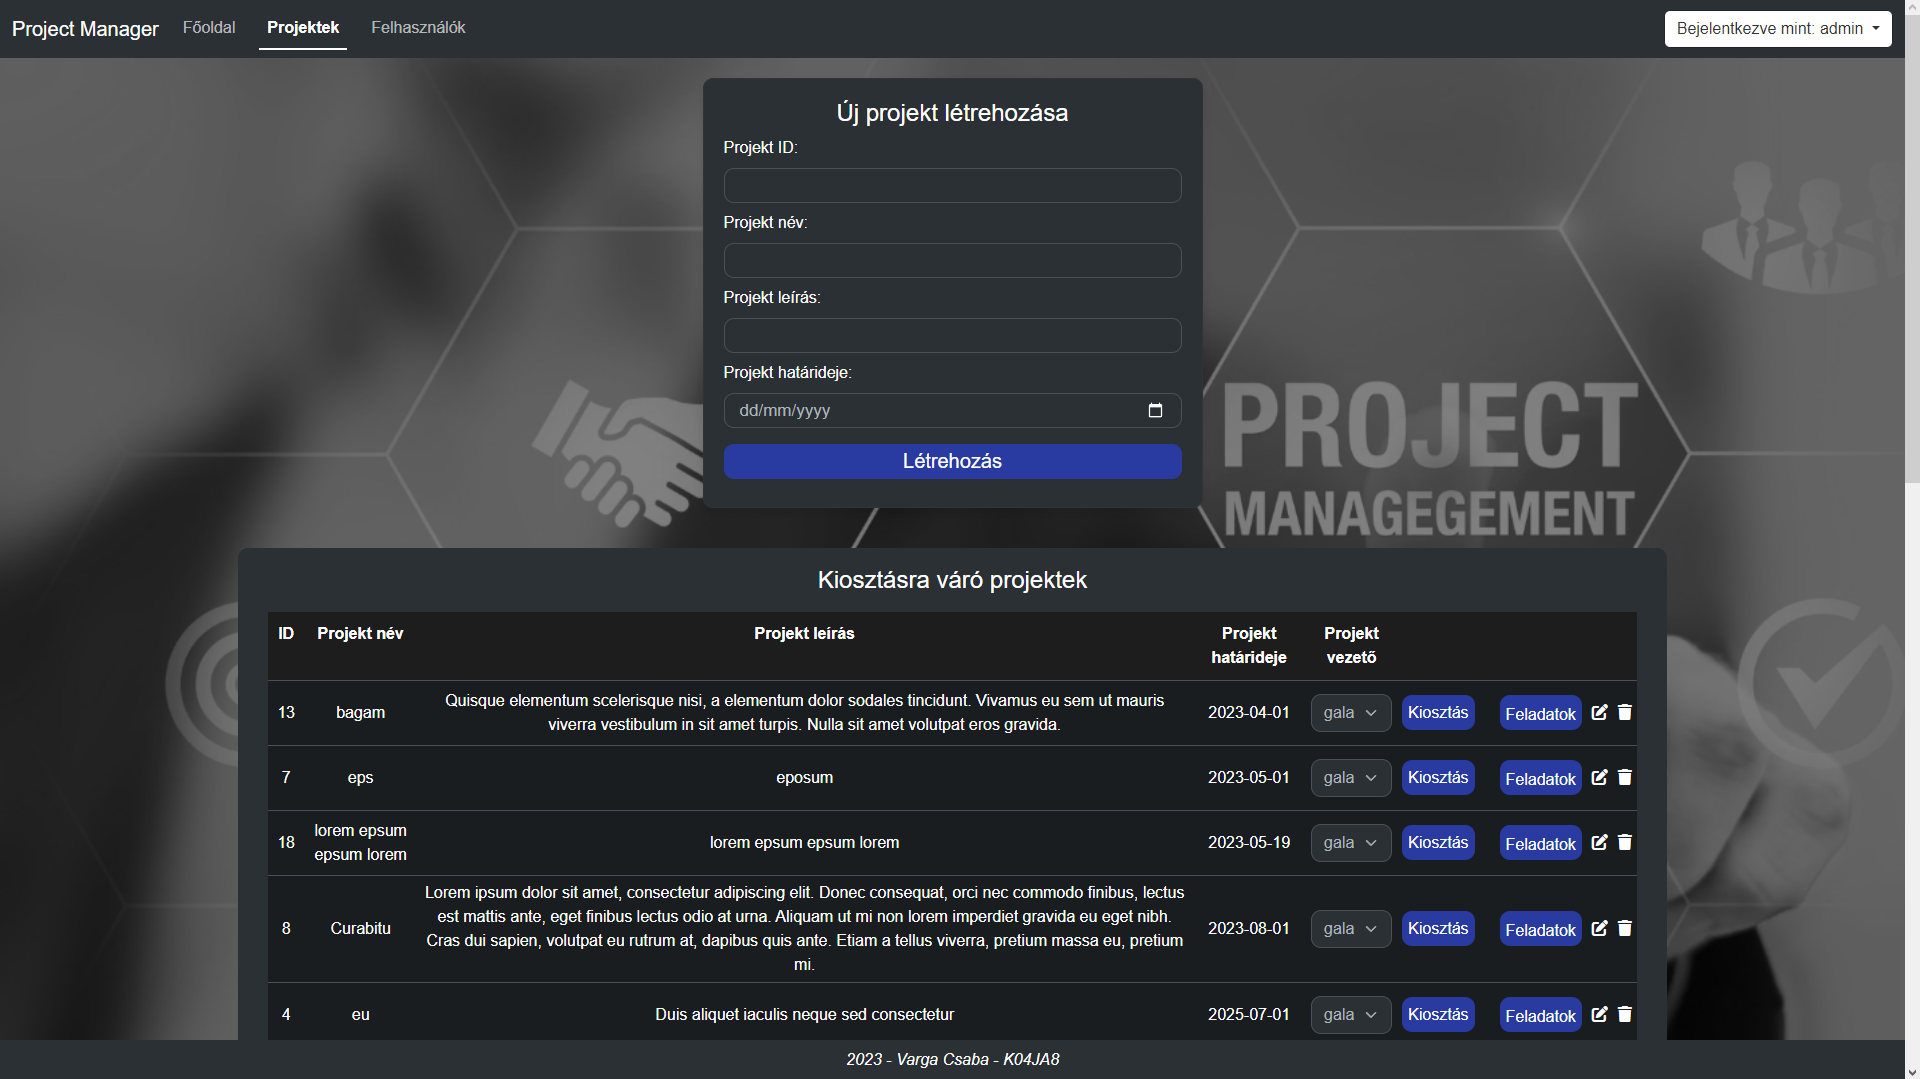 Project Manager Főoldal Projektek Felhasználók Bejelentkezve mint: admin
Új projekt létrehozása
Projekt ID:
Projekt név:
Projekt leírás:
Projekt határideje:
dd/mm/yyyy
Létrehozás
PROJECT
MANAGEGEMENT
Kiosztásra váró projektek
ID Projekt név Projekt leírás Projekt határideje Projekt vezető
13 bagam Quisque elementum scelerisque nisi, a elementum dolor sodales tincidunt. Vivamus eu sem ut mauris
viverra vestibulum in sit amet turpis. Nulla sit amet volutpat eros gravida. 2023-04-01 gala Kiosztás Feladatok
7 eps eposum 2023-05-01 gala Kiosztás Feladatok
18 lorem epsum
epsum lorem lorem epsum epsum lorem 2023-05-19 gala Kiosztás Feladatok
8 Curabitu Lorem ipsum dolor sit amet, consectetur adipiscing elit. Donec consequat, orci nec commodo finibus, lectus
est mattis ante, eget finibus lectus odio at urna. Aliquam ut mi non lorem imperdiet gravida eu eget nibh.
Cras dui sapien, volutpat eu rutrum at, dapibus quis ante. Etiam a tellus viverra, pretium massa eu, pretium
mi. 2023-08-01 gala Kiosztás Feladatok
4 eu Duis aliquet iaculis neque sed consectetur 2025-07-01 gala Kiosztás Feladatok
2023 - Varga Csaba - K04JA8